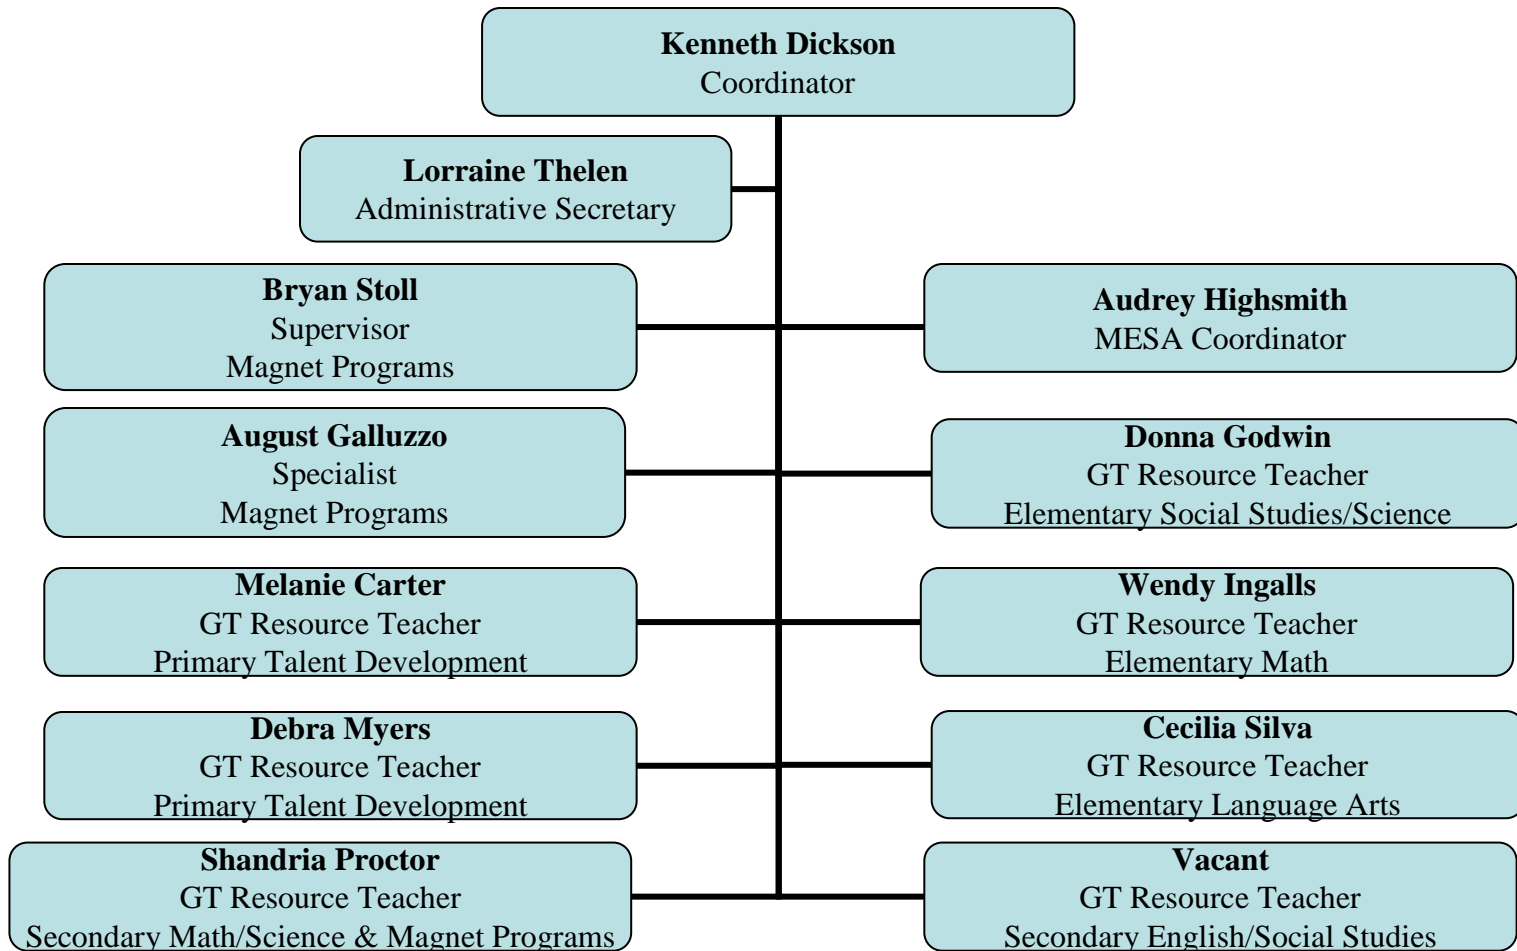 Kenneth Dickson
Coordinator
Lorraine Thelen
Administrative Secretary
Bryan Stoll
Supervisor
Magnet Programs
Audrey Highsmith
MESA Coordinator
August Galluzzo
Specialist
Magnet Programs
Donna Godwin
GT Resource Teacher
Elementary Social Studies/Science
Melanie Carter
GT Resource Teacher
Primary Talent Development
Wendy Ingalls
GT Resource Teacher
Elementary Math
Debra Myers
GT Resource Teacher
Primary Talent Development
Cecilia Silva
GT Resource Teacher
Elementary Language Arts
Shandria Proctor
GT Resource Teacher
Secondary Math/Science & Magnet Programs
Vacant
GT Resource Teacher
Secondary English/Social Studies